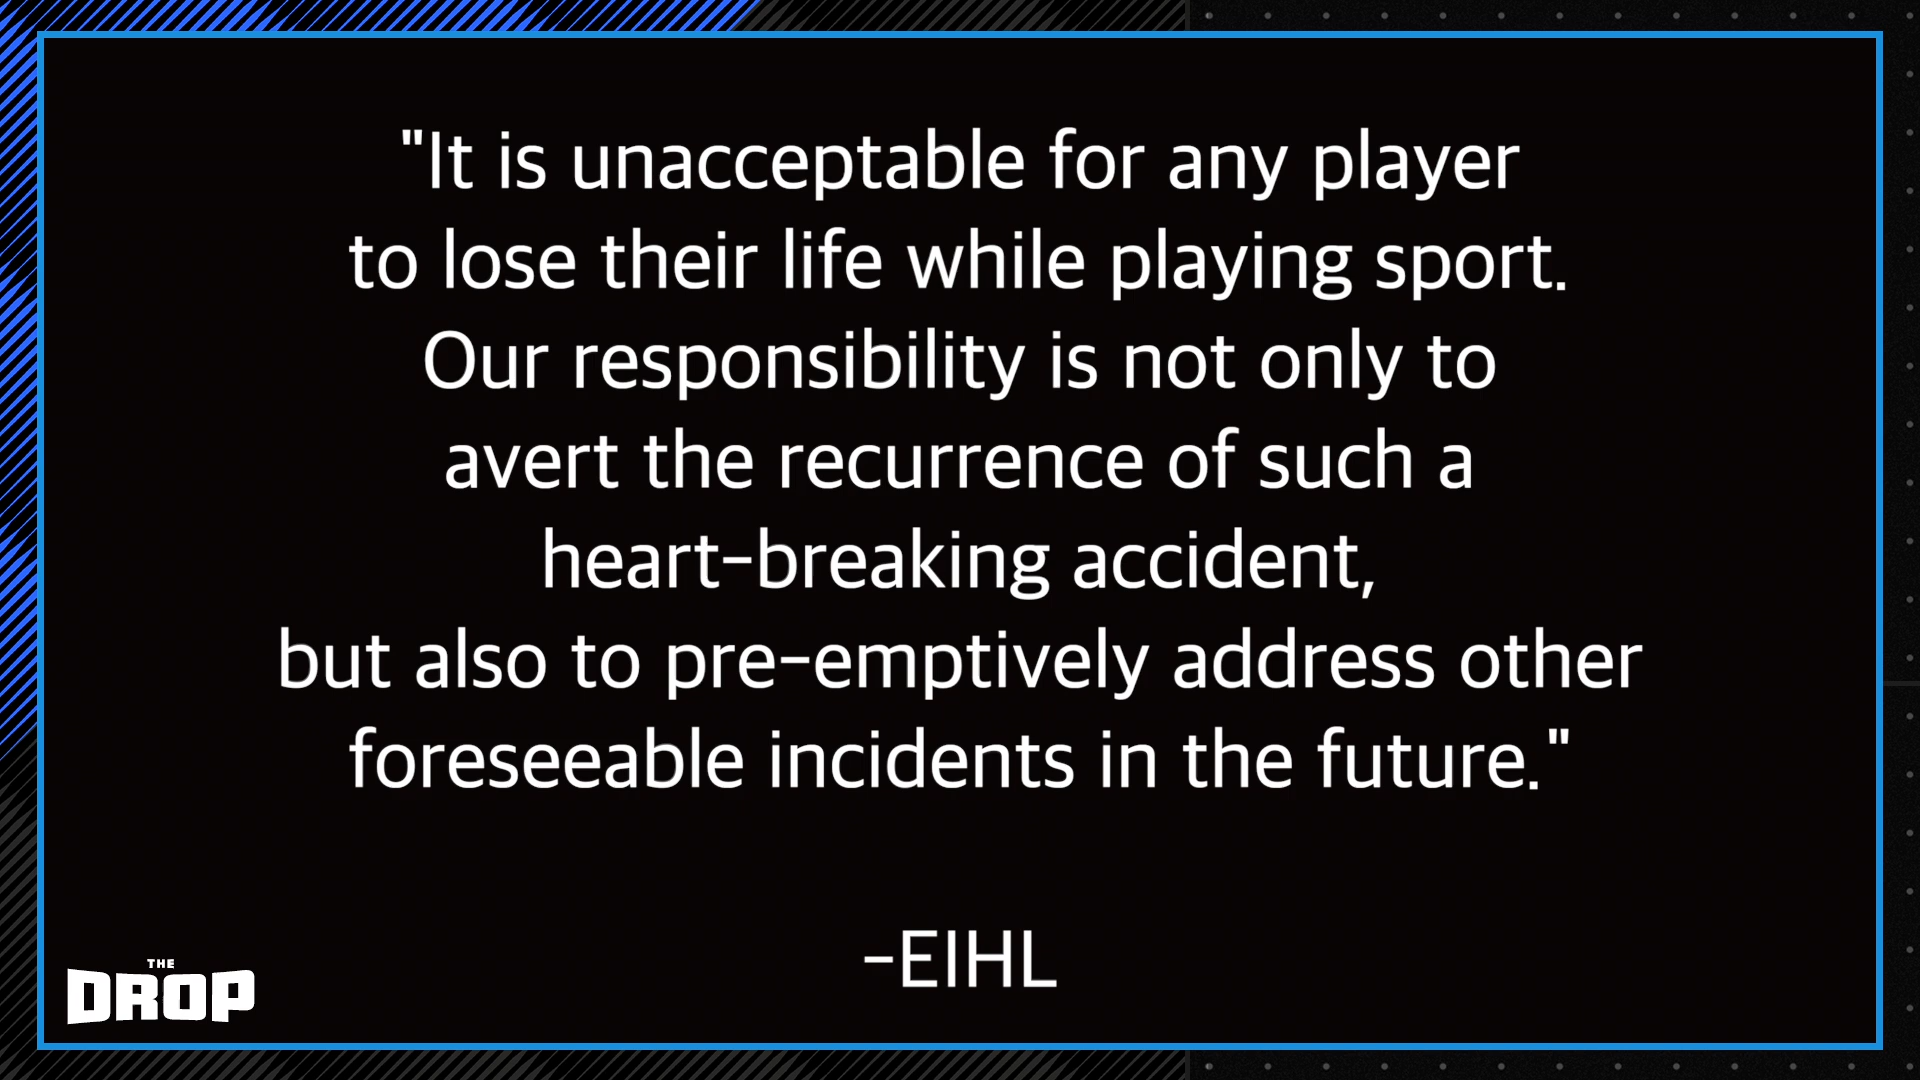 "It is unacceptable for any player
to lose their life while playing sport.
Our responsibility is not only to
avert the recurrence of such a
heart-breaking accident,
but also to pre-emptively address other
foreseeable incidents in the future."
-EIHL
THE
DROP